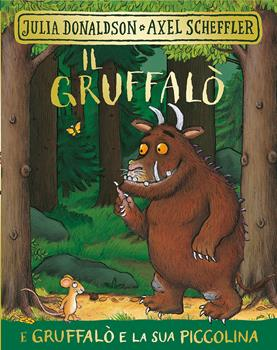 JULIA DONALDSON · AXEL SCHEFFLER
IL
GRUFFALÒ
E GRUFFALÒ E LA SUA PICCOLINA